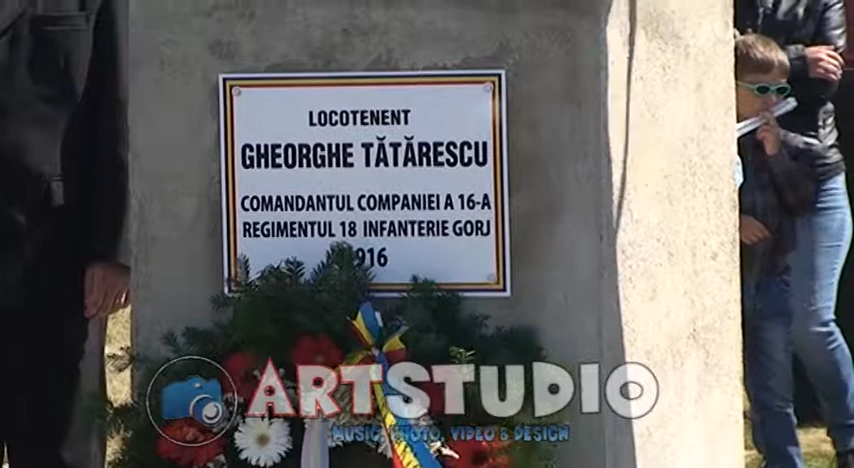 LOCOTENENT
GHEORGHE TĂTĂRESCU
COMANDANTUL COMPANIEI A 16-A
REGIMENTUL 18 INFANTERIE GORJ
916
ARTSTUDIO
MUSIC, PHOTO, VIDEO & DESIGN